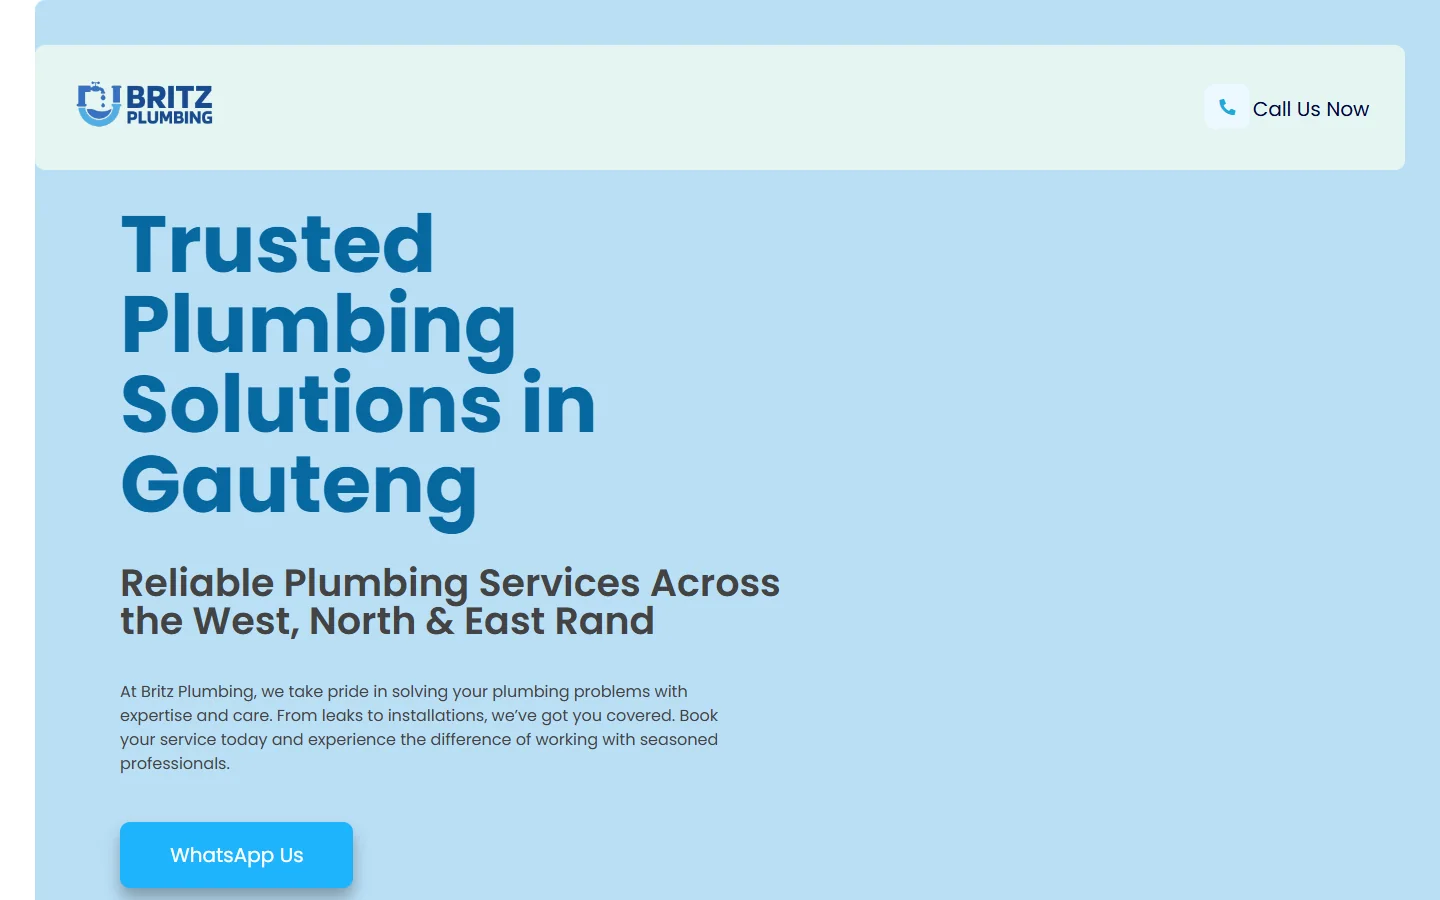 BRITZ
PLUMBING
Call Us Now
Trusted
Plumbing
Solutions in
Gauteng
Reliable Plumbing Services Across
the West, North & East Rand
At Britz Plumbing, we take pride in solving your plumbing problems with
expertise and care. From leaks to installations, we’ve got you covered. Book
your service today and experience the difference of working with seasoned
professionals.
WhatsApp Us